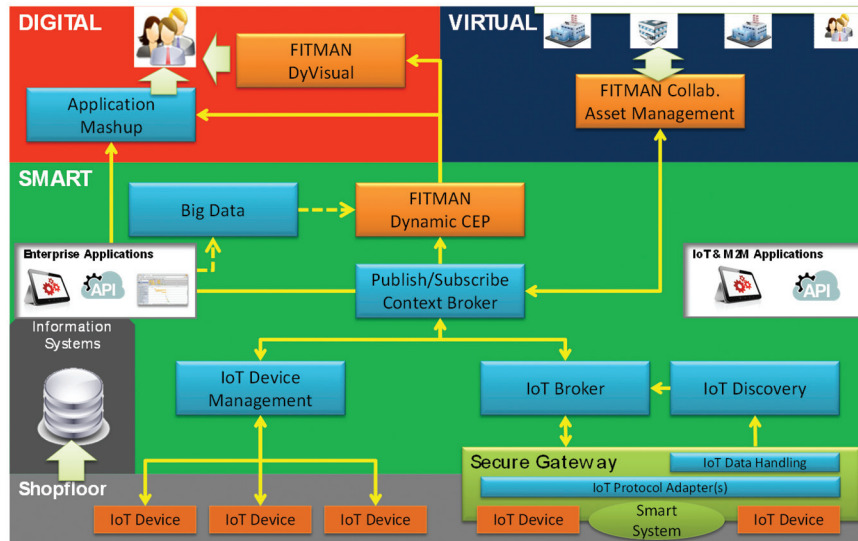 DIGITAL
VIRTUAL
FITMAN
DyVisual
Application
Mashup
FITMAN Collab.
Asset Management
SMART
Big Data
FITMAN
Dynamic CEP
Enterprise Applications
API
Publish/Subscribe
Context Broker
IoT & M2M Applications
API
Information
Systems
IoT Device
Management
IoT Broker
IoT Discovery
Secure Gateway
IoT Data Handling
IoT Protocol Adapter(s)
Shopfloor
IoT Device
IoT Device
IoT Device
IoT Device
Smart
System
IoT Device